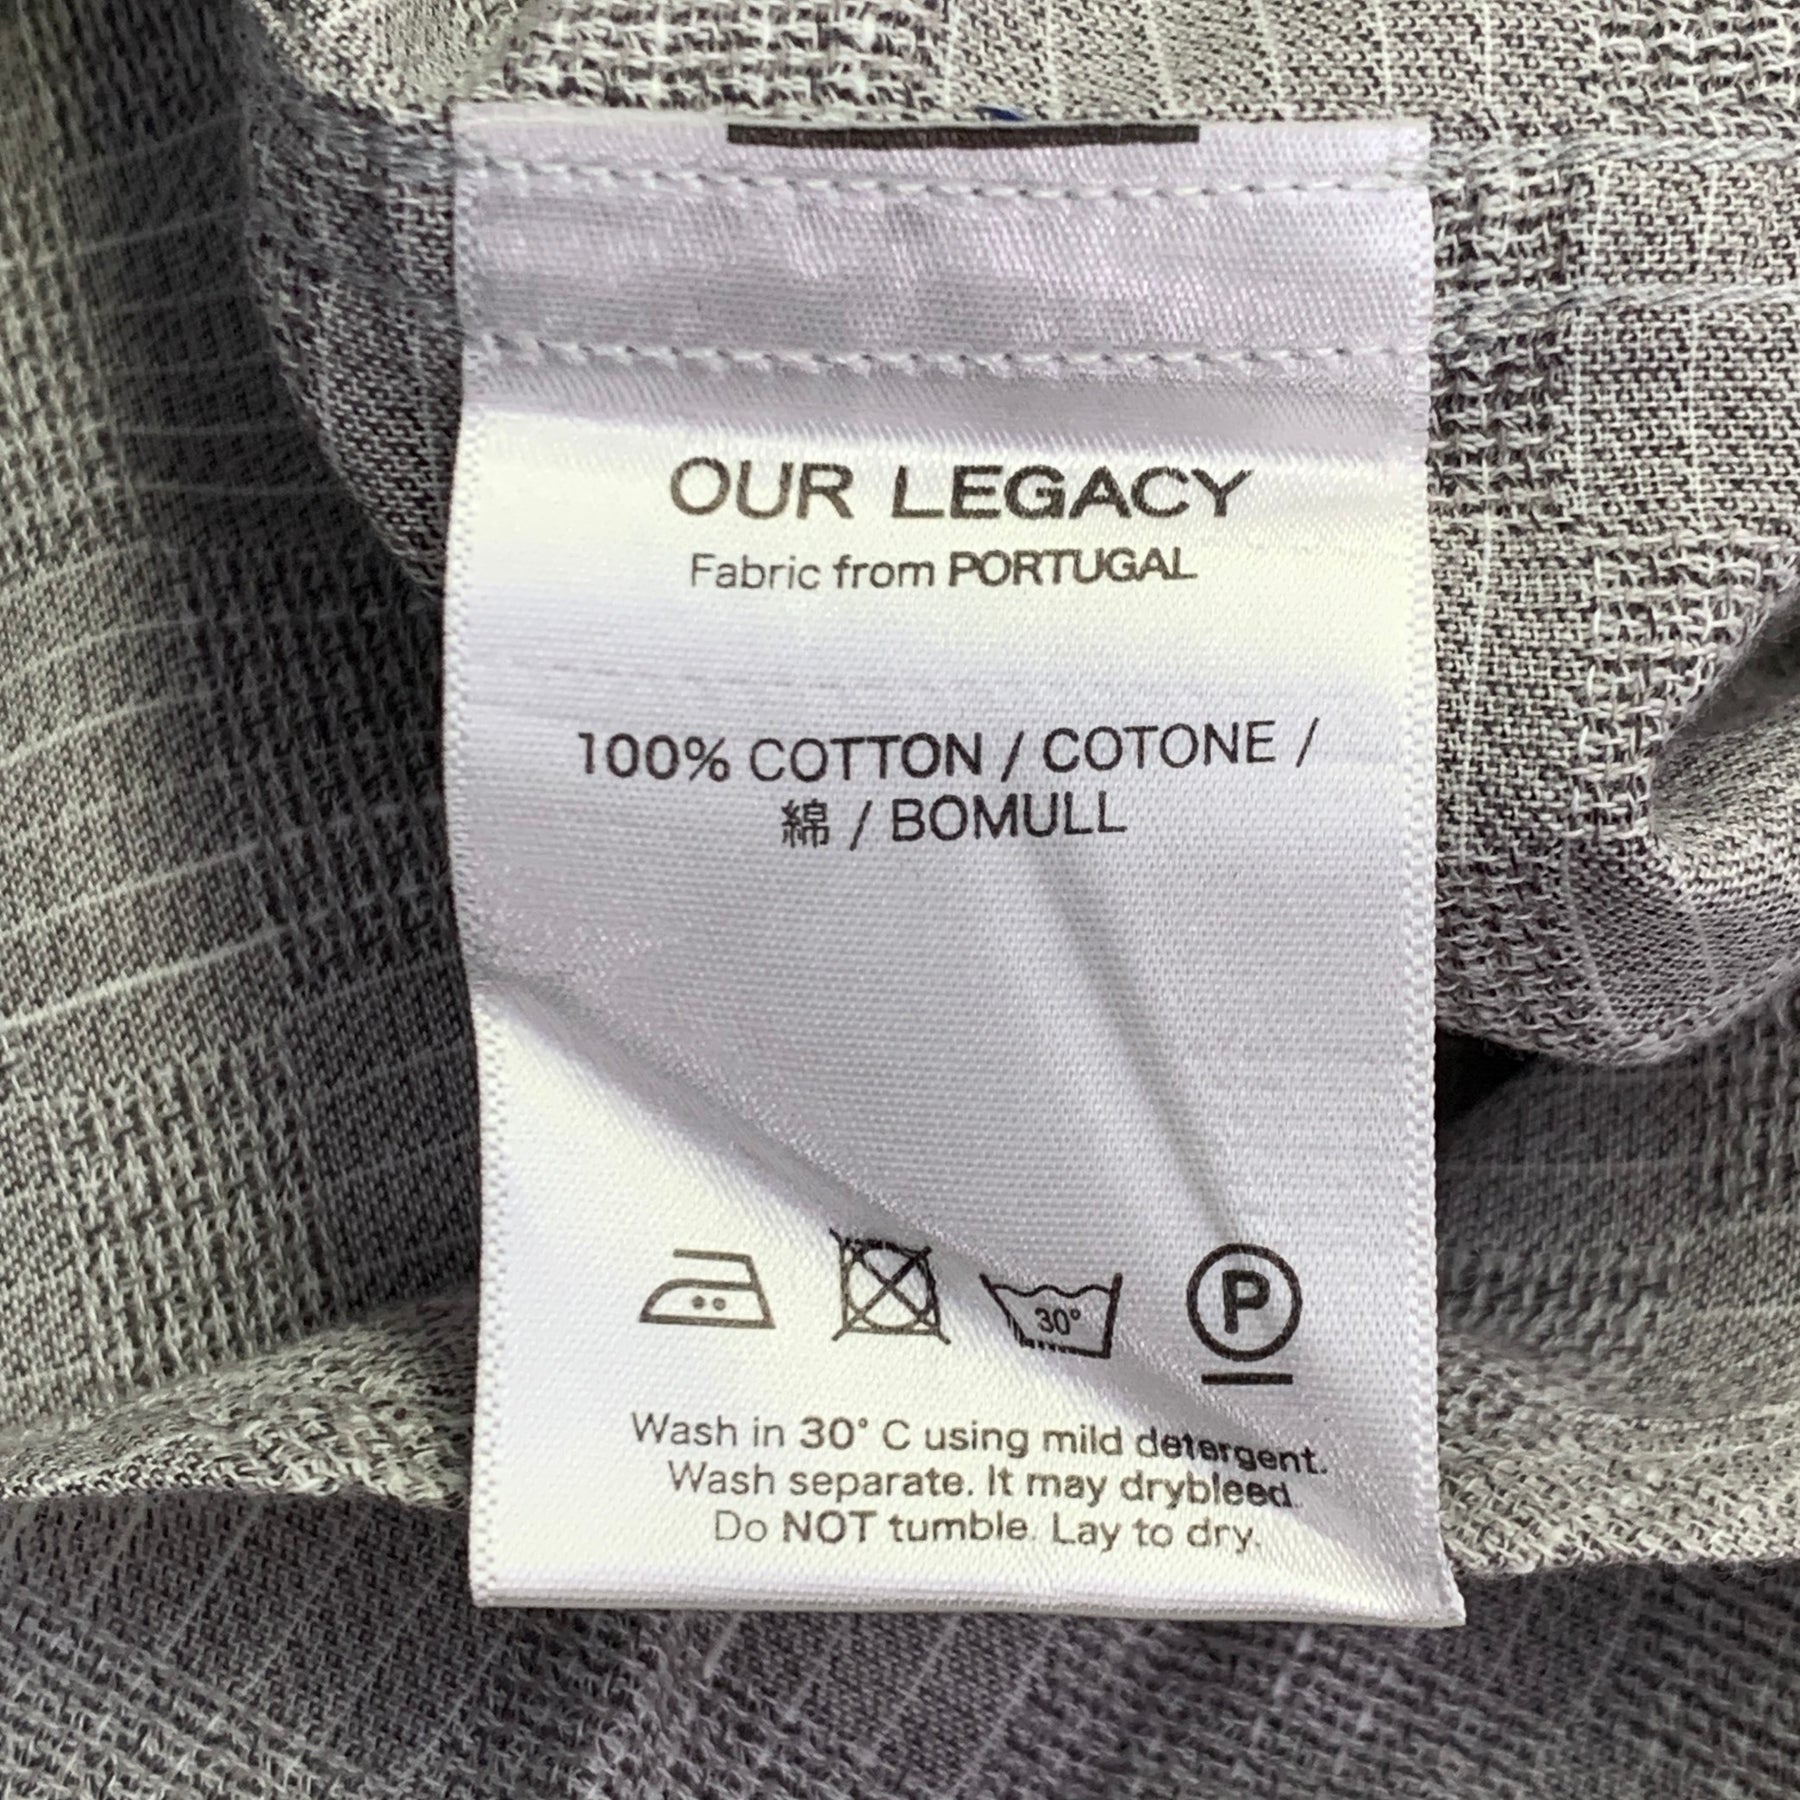 OUR LEGACY
Fabric from PORTUGAL
100% COTTON / COTONE /
綿 / BOMULL
30°
P
Wash in 30° C using mild detergent.
Wash separate. It may drybleed.
Do NOT tumble. Lay to dry.